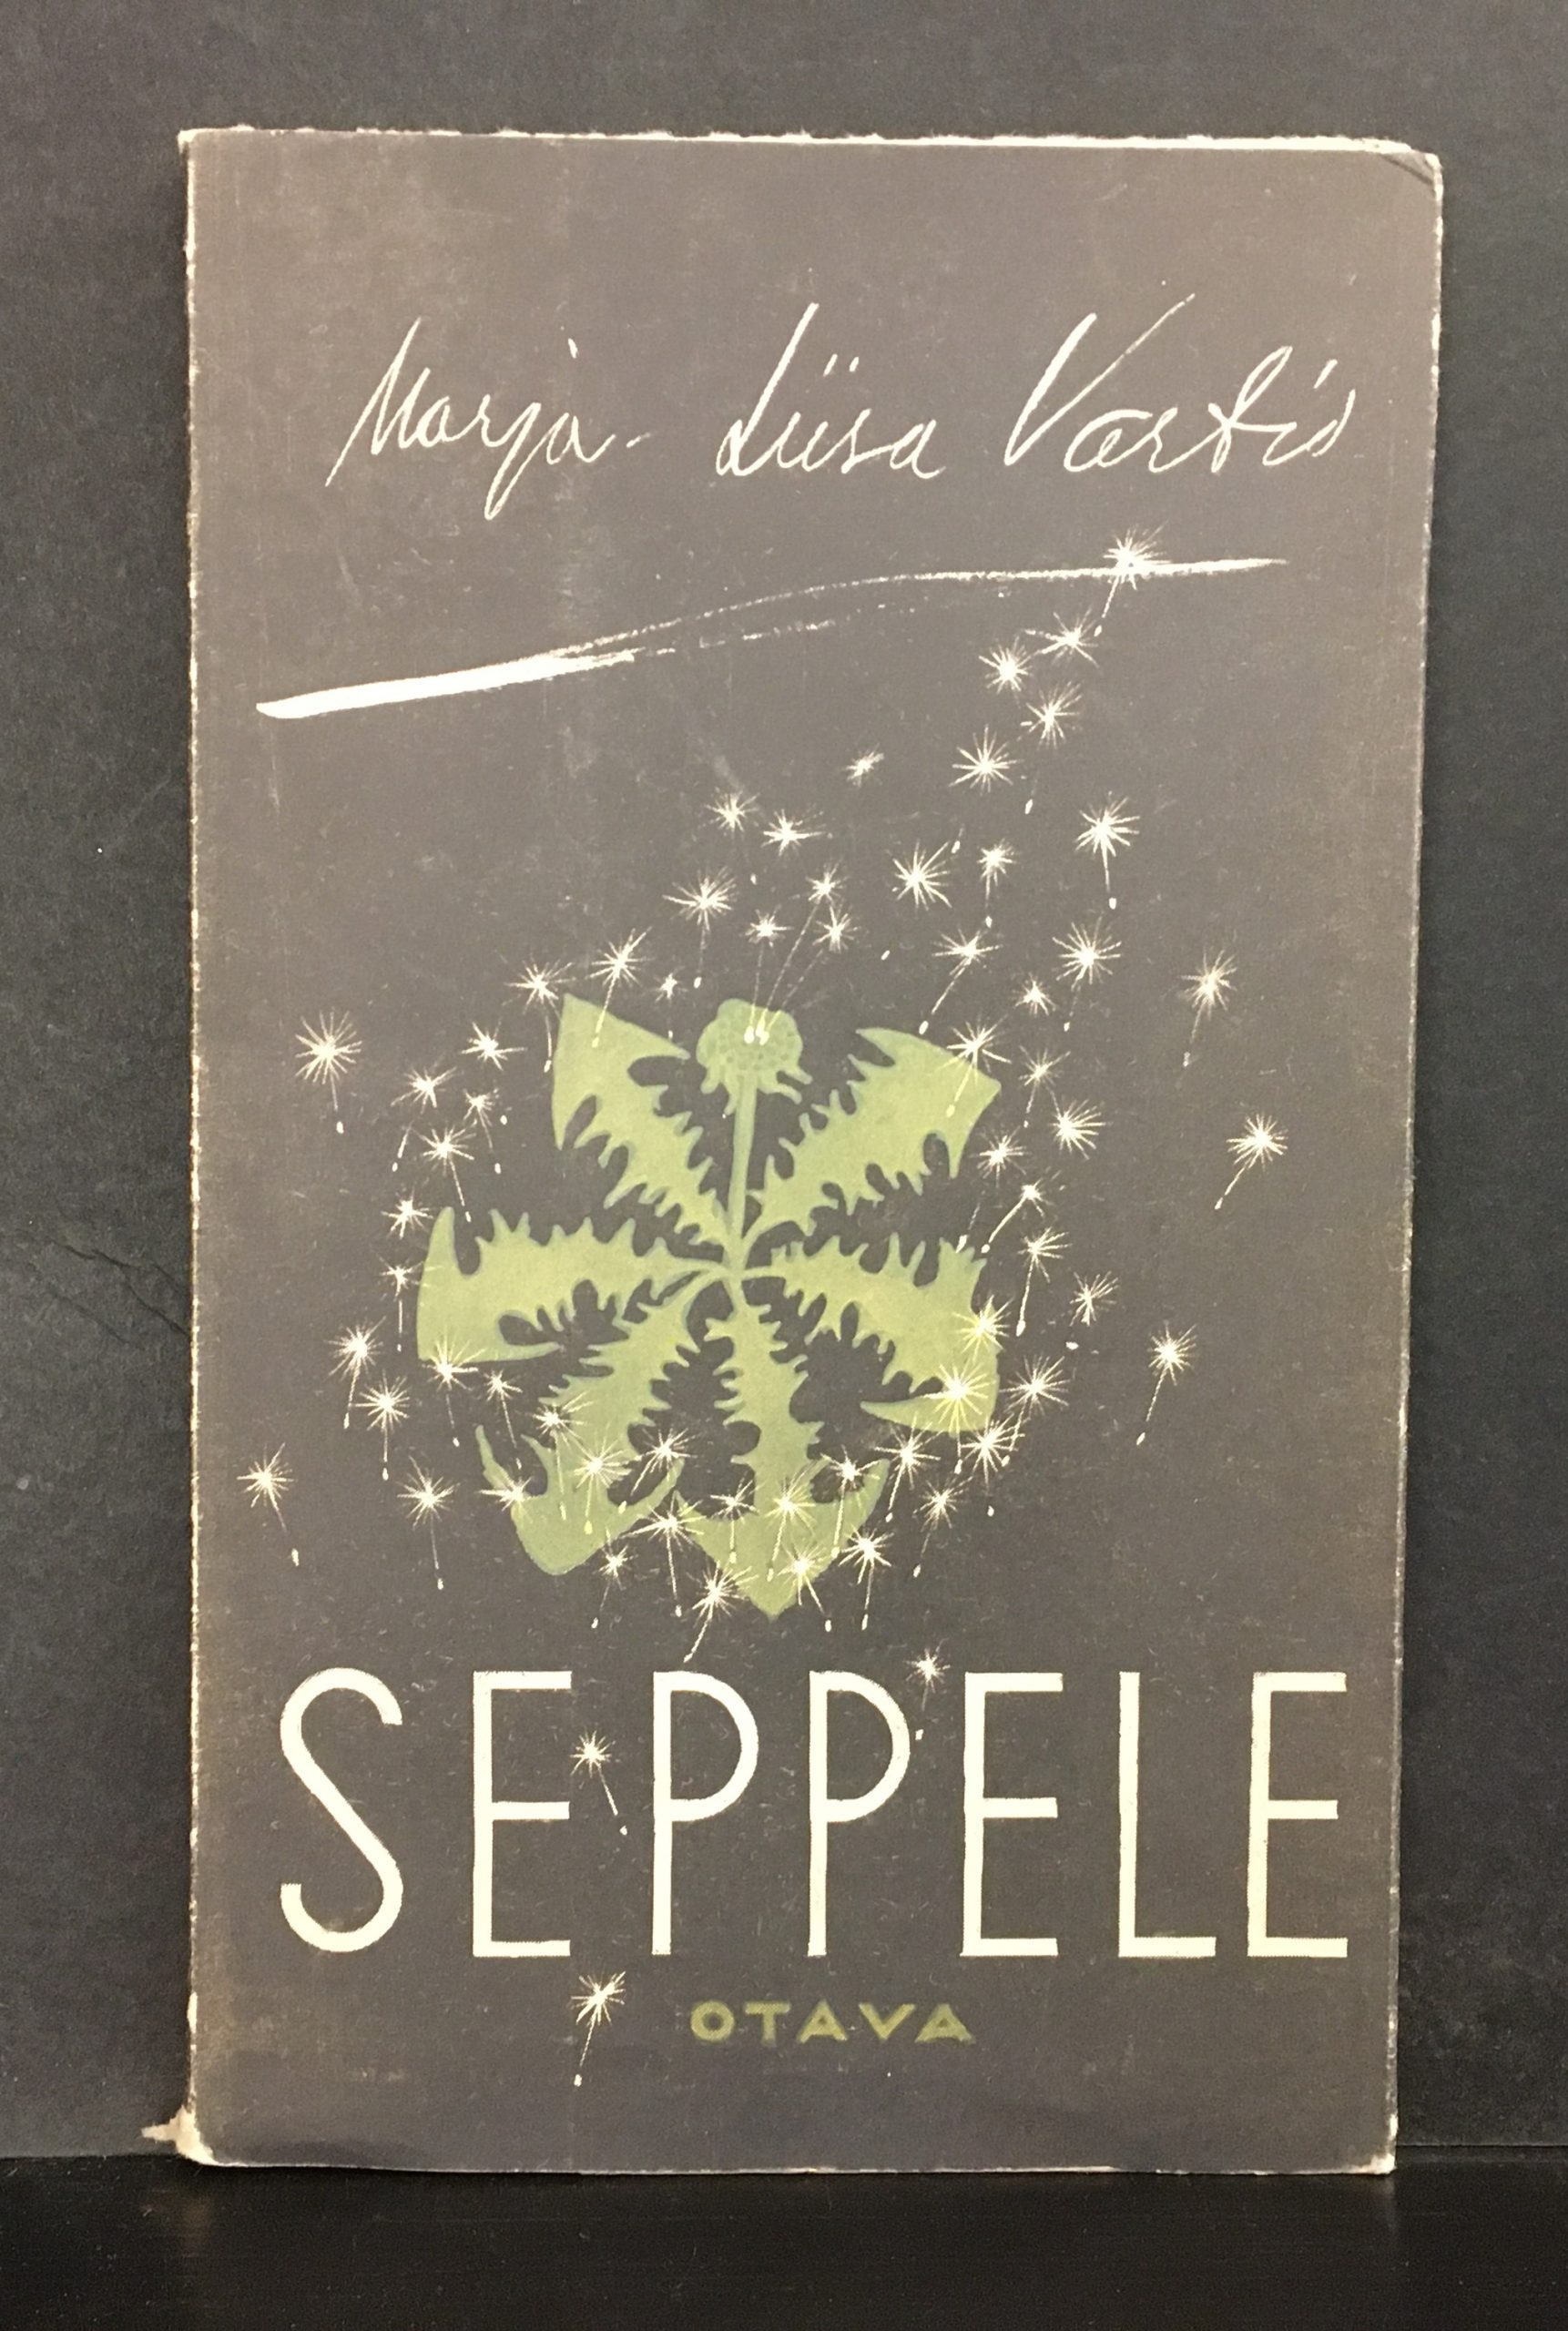 Marja-Liisa Vartio
SEPPELE
OTAVA